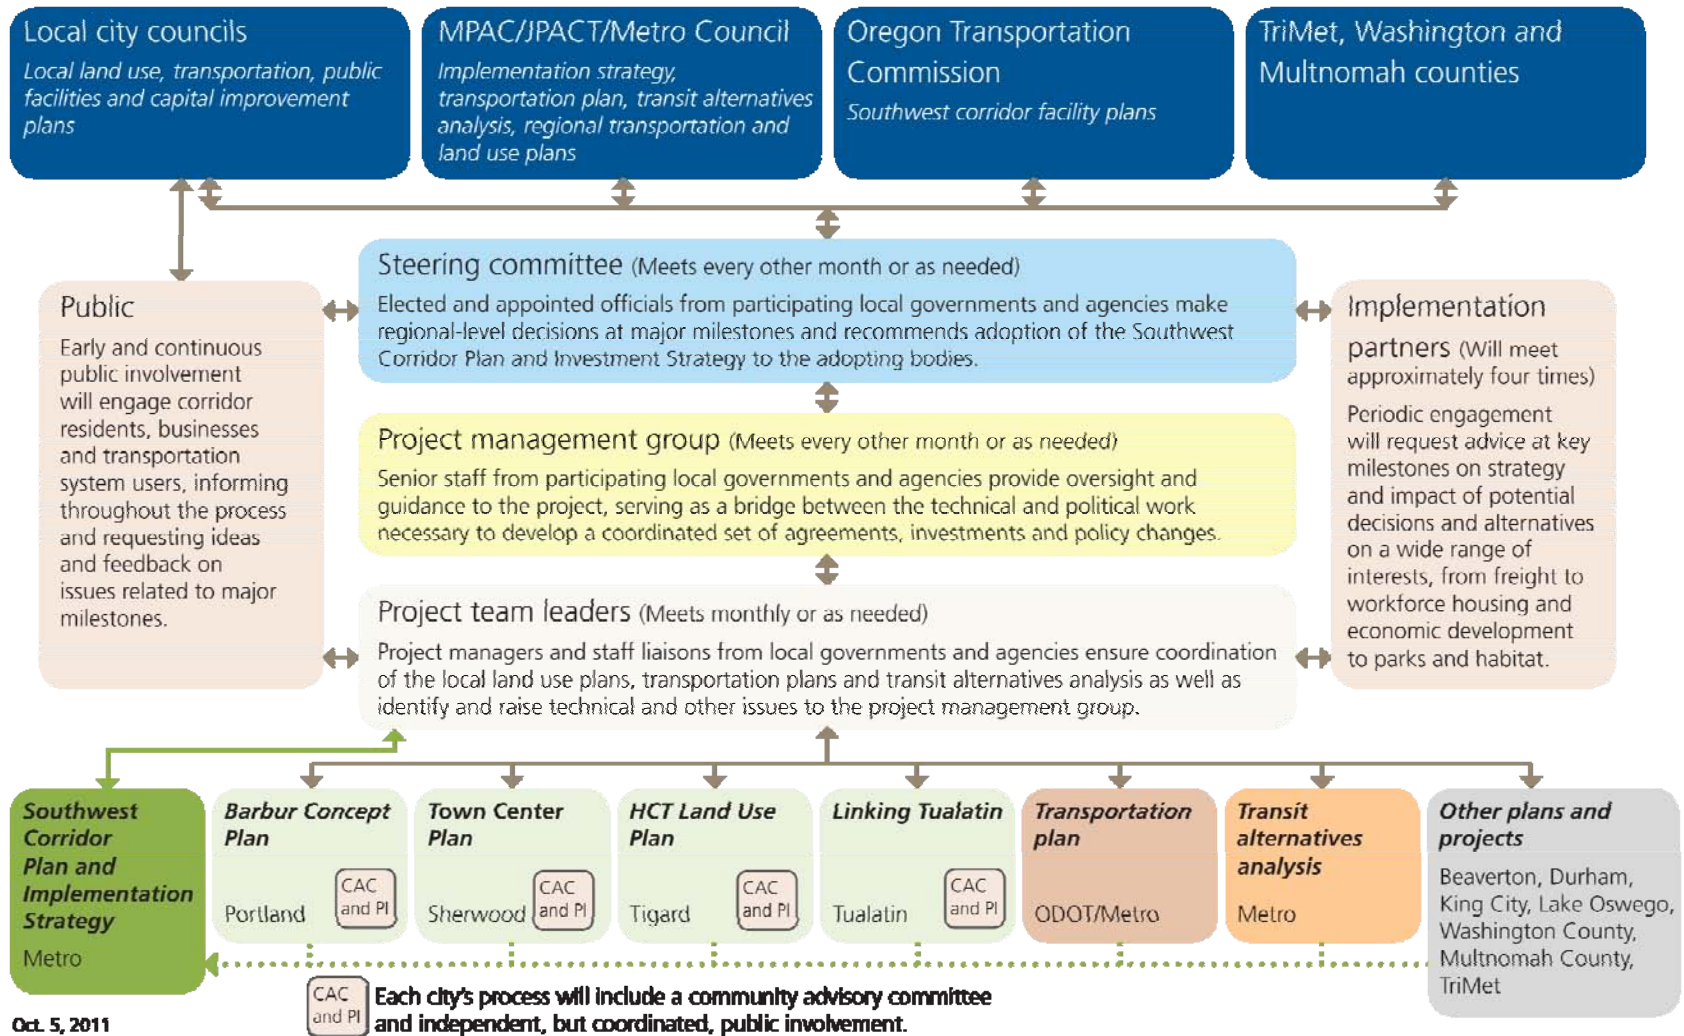 Local city councils
Local land use, transportation, public
facilities and capital improvement
plans
MPAC/JPACT/Metro Council
Implementation strategy,
transportation plan, transit alternatives
analysis, regional transportation and
land use plans
Oregon Transportation
Commission
Southwest corridor facility plans
TriMet, Washington and
Multnomah counties
Public
Early and continuous
public involvement
will engage corridor
residents, businesses
and transportation
system users, informing
throughout the process
and requesting ideas
and feedback on
issues related to major
milestones.
Steering committee (Meets every other month or as needed)
Elected and appointed officials from participating local governments and agencies make
regional-level decisions at major milestones and recommends adoption of the Southwest
Corridor Plan and Investment Strategy to the adopting bodies.
Project management group (Meets every other month or as needed)
Senior staff from participating local governments and agencies provide oversight and
guidance to the project, serving as a bridge between the technical and political work
necessary to develop a coordinated set of agreements, investments and policy changes.
Project team leaders (Meets monthly or as needed)
Project managers and staff liaisons from local governments and agencies ensure coordination
of the local land use plans, transportation plans and transit alternatives analysis as well as
identify and raise technical and other issues to the project management group.
Implementation
partners (Will meet
approximately four times)
Periodic engagement
will request advice at key
milestones on strategy
and impact of potential
decisions and alternatives
on a wide range of
interests, from freight to
workforce housing and
economic development
to parks and habitat.
Southwest
Corridor
Plan and
Implementation
Strategy
Metro
Barbur Concept
Plan
Portland
CAC
and PI
Town Center
Plan
Sherwood
CAC
and PI
HCT Land Use
Plan
Tigard
CAC
and PI
Linking Tualatin
Tualatin
CAC
and PI
Transportation
plan
ODOT/Metro
Transit
alternatives
analysis
Metro
Other plans and
projects
Beaverton, Durham,
King City, Lake Oswego,
Washington County,
Multnomah County,
TriMet
CAC
and PI
Each city's process will include a community advisory committee
and independent, but coordinated, public involvement.
Oct. 5, 2011